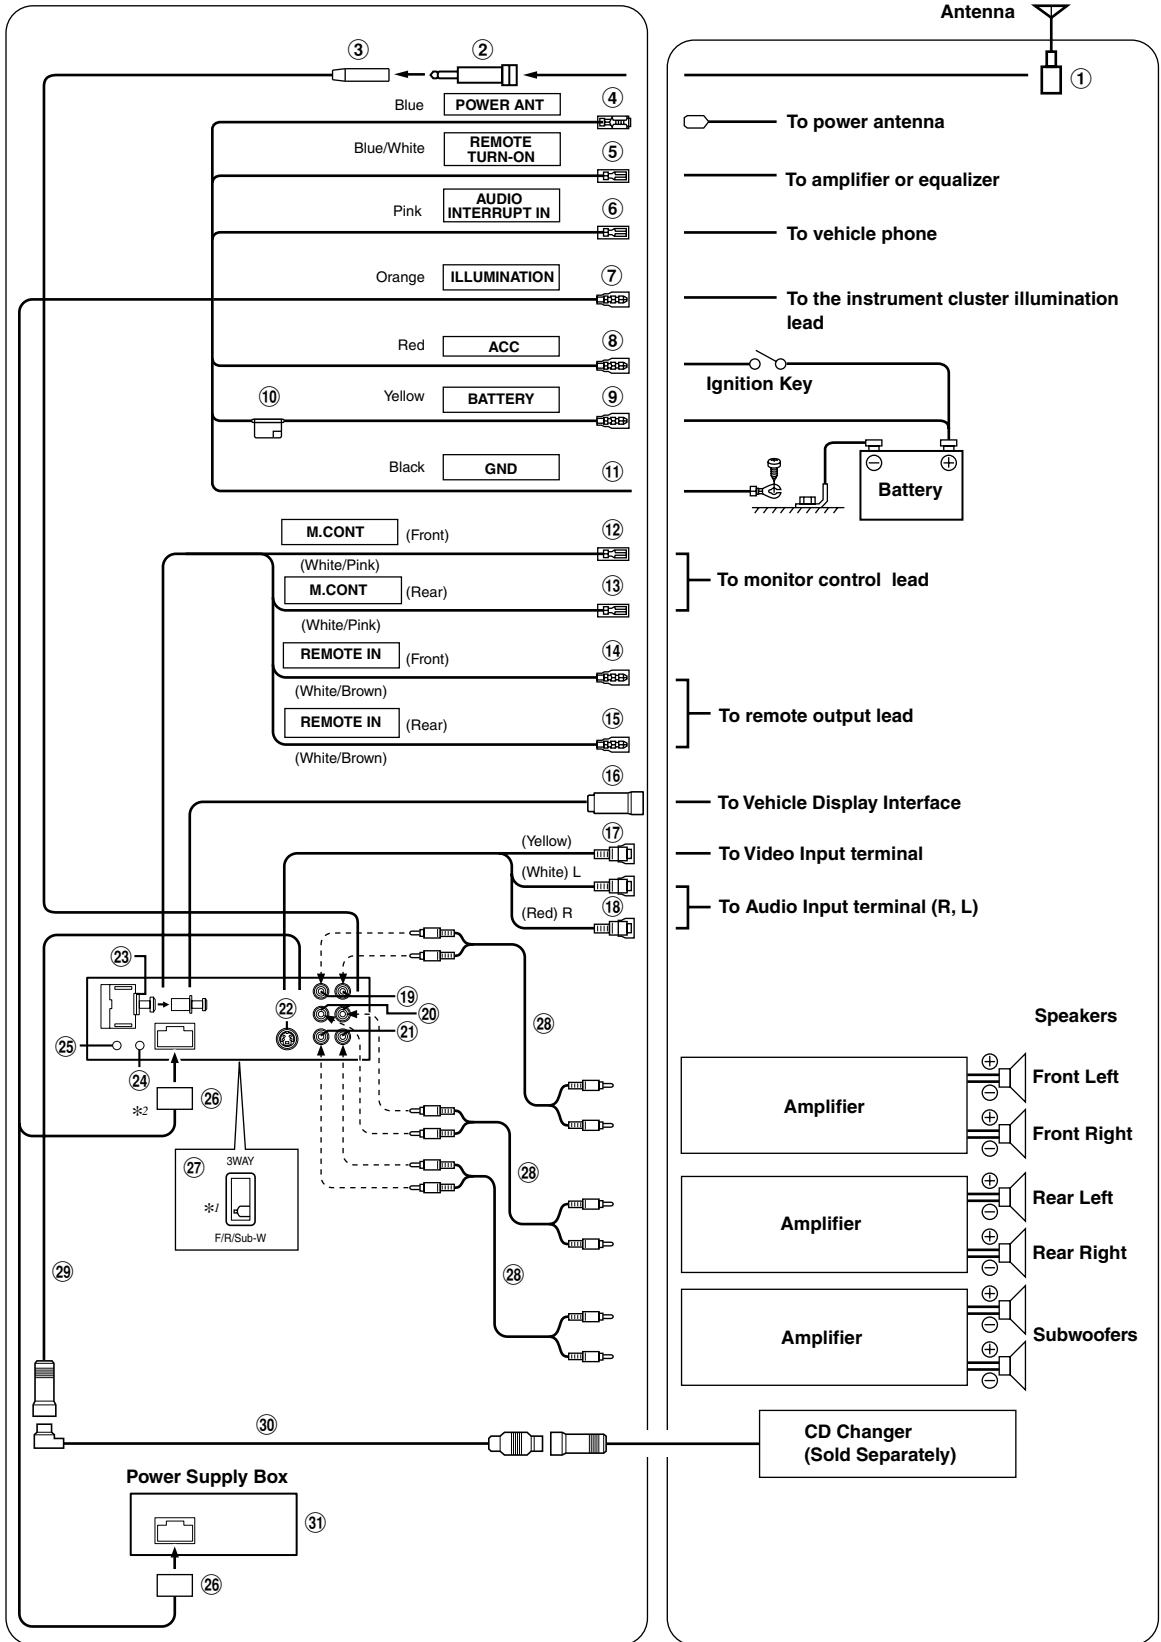 Antenna
③ ② ①
Blue POWER ANT ④
To power antenna
Blue/White REMOTE
TURN-ON ⑤
To amplifier or equalizer
Pink AUDIO
INTERRUPT IN ⑥
To vehicle phone
Orange ILLUMINATION ⑦
To the instrument cluster illumination
lead
Red ACC ⑧
Ignition Key
⑩ Yellow BATTERY ⑨
Black GND ⑪
⊖ ⊕
Battery
M.CONT (Front) ⑫
(White/Pink)
M.CONT (Rear) ⑬
To monitor control lead
(White/Pink)
REMOTE IN (Front) ⑭
(White/Brown)
REMOTE IN (Rear) ⑮
To remote output lead
(White/Brown)
⑯
To Vehicle Display Interface
(Yellow) ⑰
To Video Input terminal
(White) L
(Red) R ⑱
To Audio Input terminal (R, L)
㉓
⑲
㉒ ⑳
㉑ ㉘
㉕
㉔
Speakers
*2 ㉖
Amplifier
⊕
⊖
Front Left
⊕
⊖
Front Right
㉗ 3WAY
*1
F/R/Sub-W
㉘
Amplifier
⊕
⊖
Rear Left
⊕
⊖
Rear Right
㉙
㉘
Amplifier
⊕
⊖
Subwoofers
⊕
⊖
㉚
CD Changer
(Sold Separately)
Power Supply Box
㉛
㉖